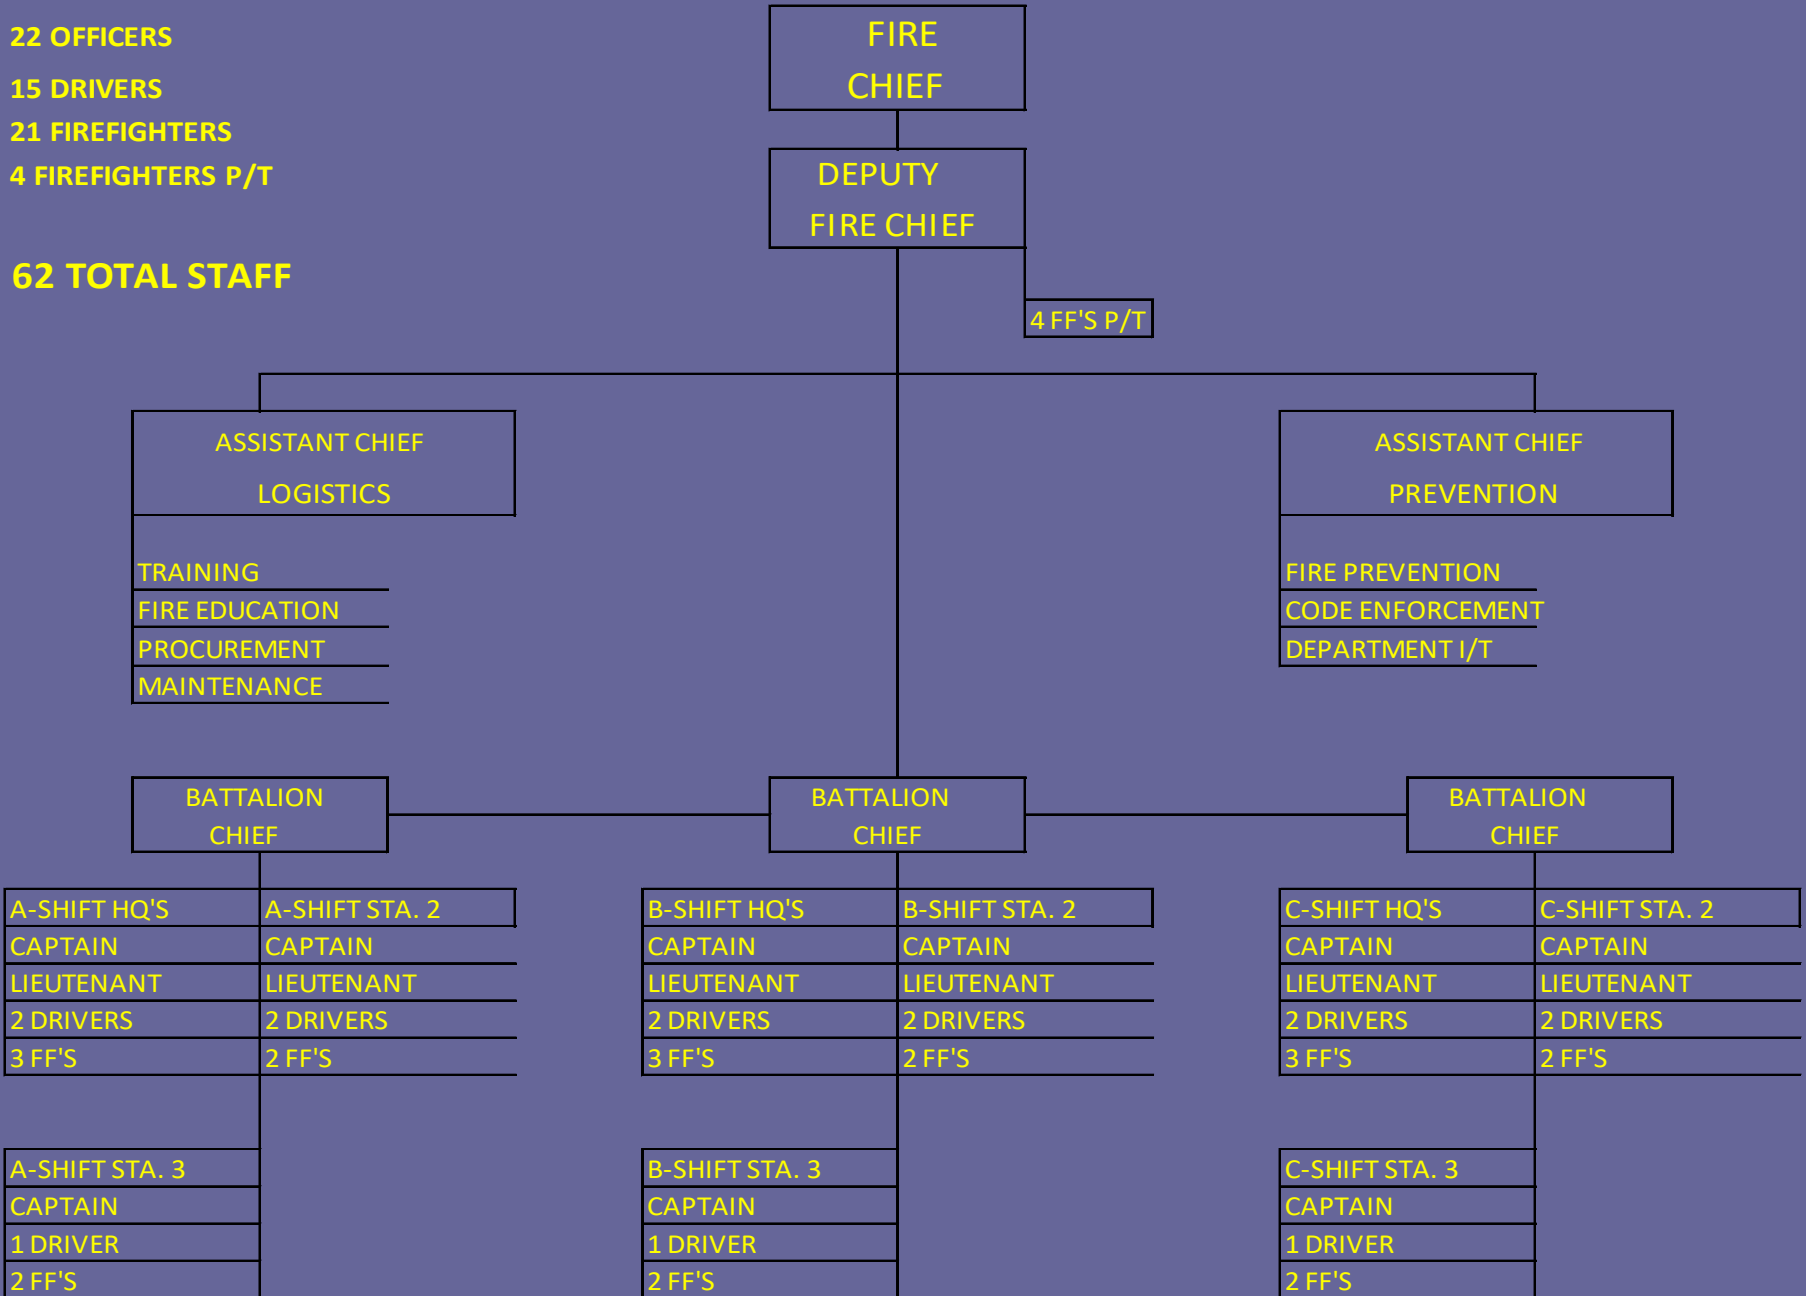 22 OFFICERS
15 DRIVERS
21 FIREFIGHTERS
4 FIREFIGHTERS P/T
62 TOTAL STAFF
FIRE
CHIEF
DEPUTY
FIRE CHIEF
4 FF'S P/T
ASSISTANT CHIEF
LOGISTICS
TRAINING
FIRE EDUCATION
PROCUREMENT
MAINTENANCE
ASSISTANT CHIEF
PREVENTION
FIRE PREVENTION
CODE ENFORCEMENT
DEPARTMENT I/T
BATTALION
CHIEF
A-SHIFT HQ'S
CAPTAIN
LIEUTENANT
2 DRIVERS
3 FF'S
A-SHIFT STA. 2
CAPTAIN
LIEUTENANT
2 DRIVERS
2 FF'S
A-SHIFT STA. 3
CAPTAIN
1 DRIVER
2 FF'S
BATTALION
CHIEF
B-SHIFT HQ'S
CAPTAIN
LIEUTENANT
2 DRIVERS
3 FF'S
B-SHIFT STA. 2
CAPTAIN
LIEUTENANT
2 DRIVERS
2 FF'S
B-SHIFT STA. 3
CAPTAIN
1 DRIVER
2 FF'S
BATTALION
CHIEF
C-SHIFT HQ'S
CAPTAIN
LIEUTENANT
2 DRIVERS
3 FF'S
C-SHIFT STA. 2
CAPTAIN
LIEUTENANT
2 DRIVERS
2 FF'S
C-SHIFT STA. 3
CAPTAIN
1 DRIVER
2 FF'S